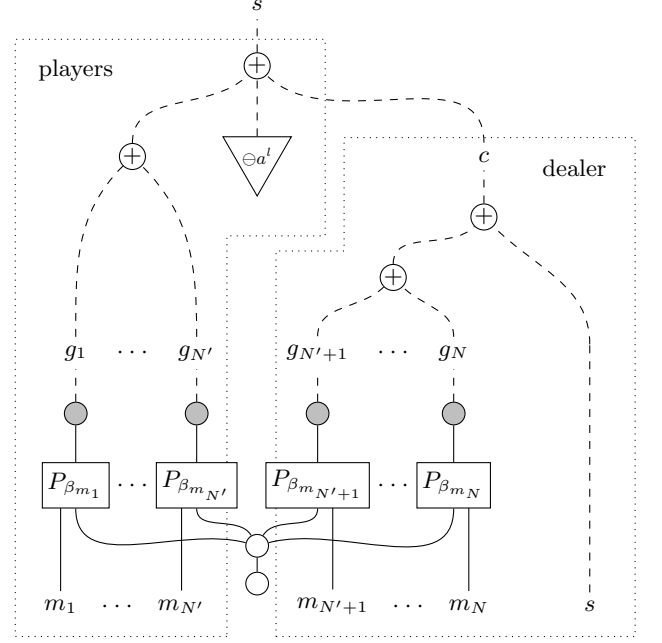 s
players
+
+
⊖a^l
c
dealer
+
+
g_1 ··· g_{N'} g_{N'+1} ··· g_N
P_{β_{m_1}} ··· P_{β_{m_{N'}}} P_{β_{m_{N'+1}}} ··· P_{β_{m_N}}
m_1 ··· m_{N'} m_{N'+1} ··· m_N s